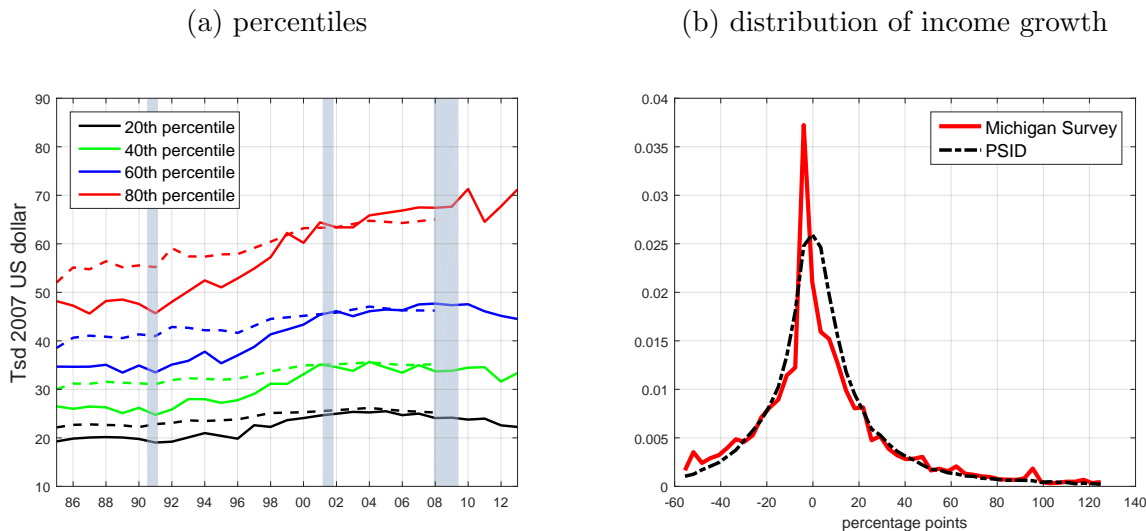 (a) percentiles
Tsd 2007 US dollar
90
80
70
60
50
40
30
20
10
20th percentile
40th percentile
60th percentile
80th percentile
86 88 90 92 94 96 98 00 02 04 06 08 10 12
(b) distribution of income growth
0.04
0.035
0.03
0.025
0.02
0.015
0.01
0.005
0
Michigan Survey
PSID
-60 -40 -20 0 20 40 60 80 100 120 140
percentage points